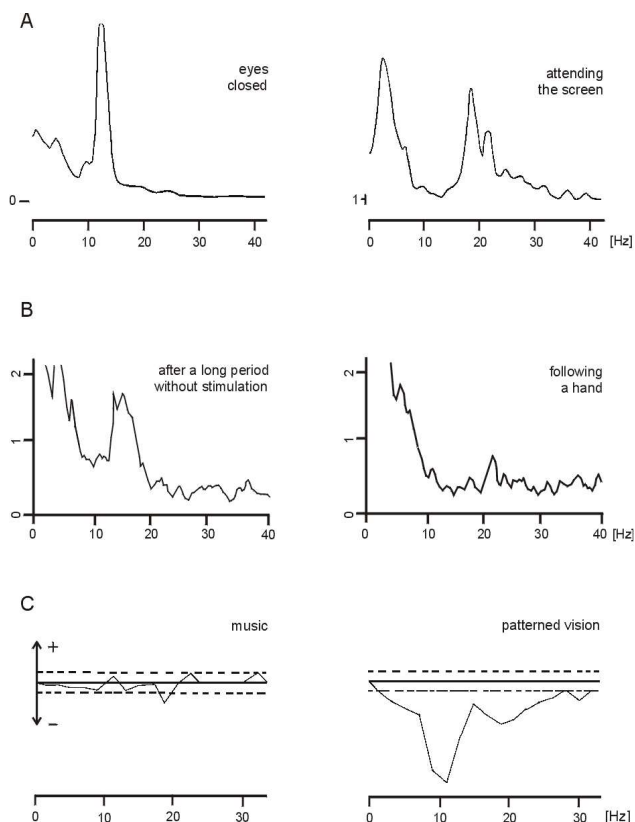 A
eyes
closed
attending
the screen
0
1
0 10 20 30 40
0 10 20 30 40 [Hz]
B
after a long period
without stimulation
following
a hand
2
1
0
2
1
0
0 10 20 30 40
0 10 20 30 40 [Hz]
C
music
patterned vision
+
−
0 10 20 30
0 10 20 30 [Hz]